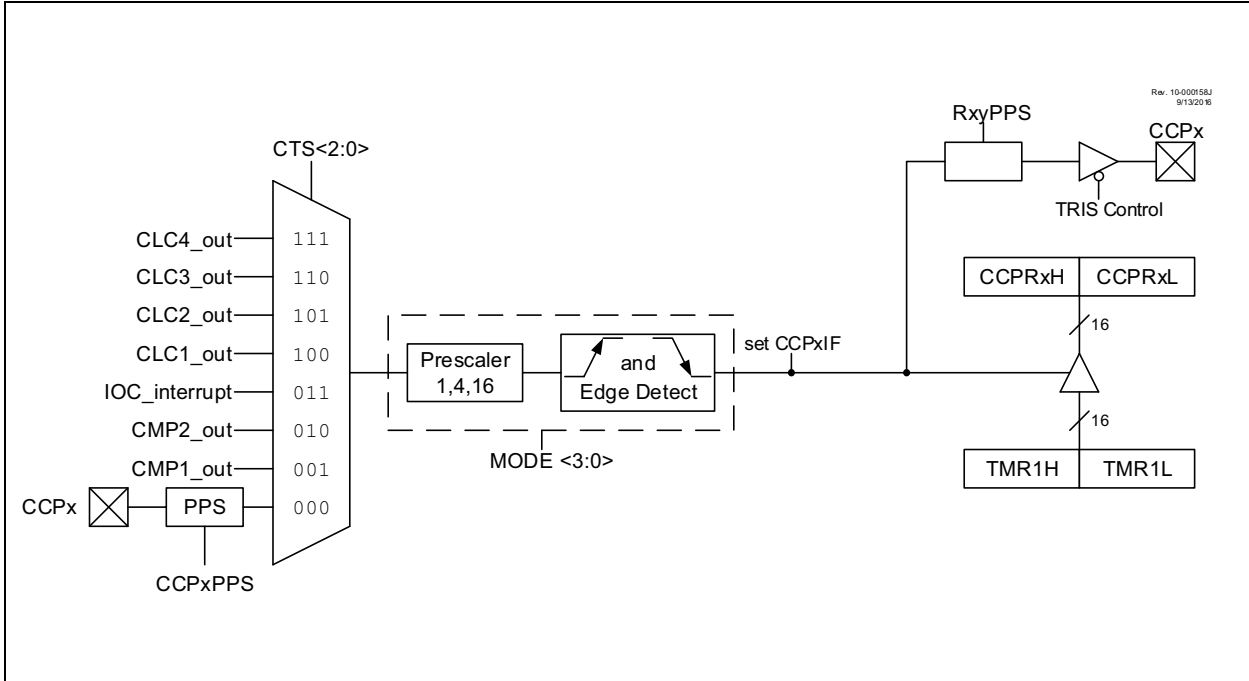 Rev. 10-000158J
9/13/2016
RxyPPS
CCPx
CTS<2:0>
TRIS Control
CLC4_out
111
CLC3_out
110
CCPRxH
CCPRxL
CLC2_out
101
16
set CCPxIF
CLC1_out
100
Prescaler
1,4,16
and
Edge Detect
IOC_interrupt
011
16
CMP2_out
010
MODE <3:0>
CMP1_out
001
TMR1H
TMR1L
CCPx
PPS
000
CCPxPPS